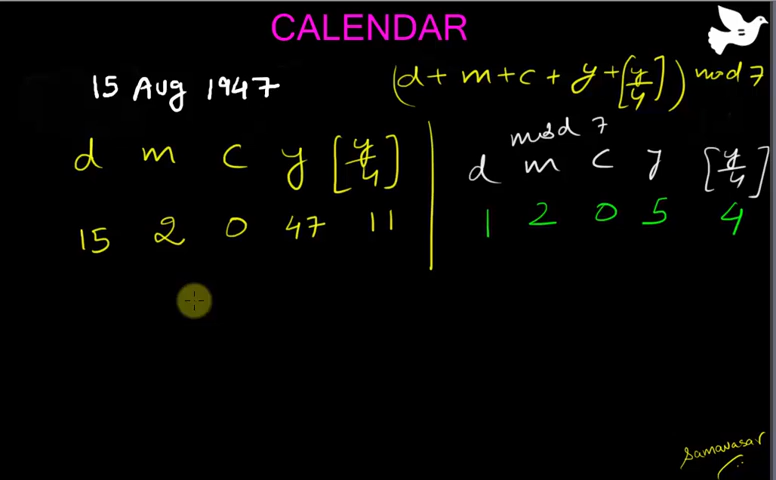 CALENDAR
15 Aug 1947
(d + m + c + y + [y/4]) mod 7
d m c y [y/4]
15 2 0 47 11
mod 7
d m c y [y/4]
1 2 0 5 4
Samavasar